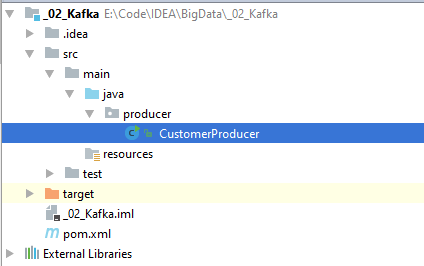 _02_Kafka E:\Code\IDEA\BigData\_02_Kafka
.idea
src
main
java
producer
CustomerProducer
resources
test
target
_02_Kafka.iml
pom.xml
External Libraries